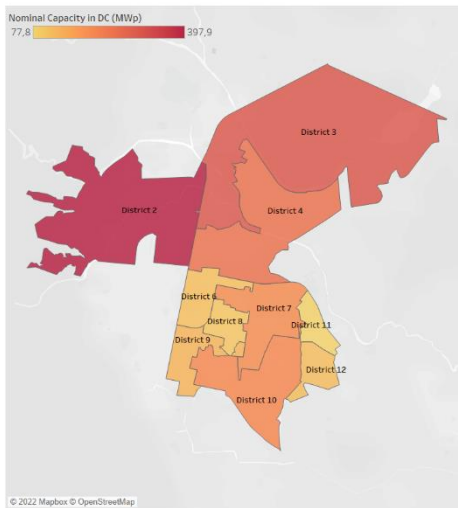 Nominal Capacity in DC (MWp)
77,8 397,9
District 3
District 2
District 4
District 6
District 7
District 8
District 11
District 9
District 12
District 10
© 2022 Mapbox © OpenStreetMap